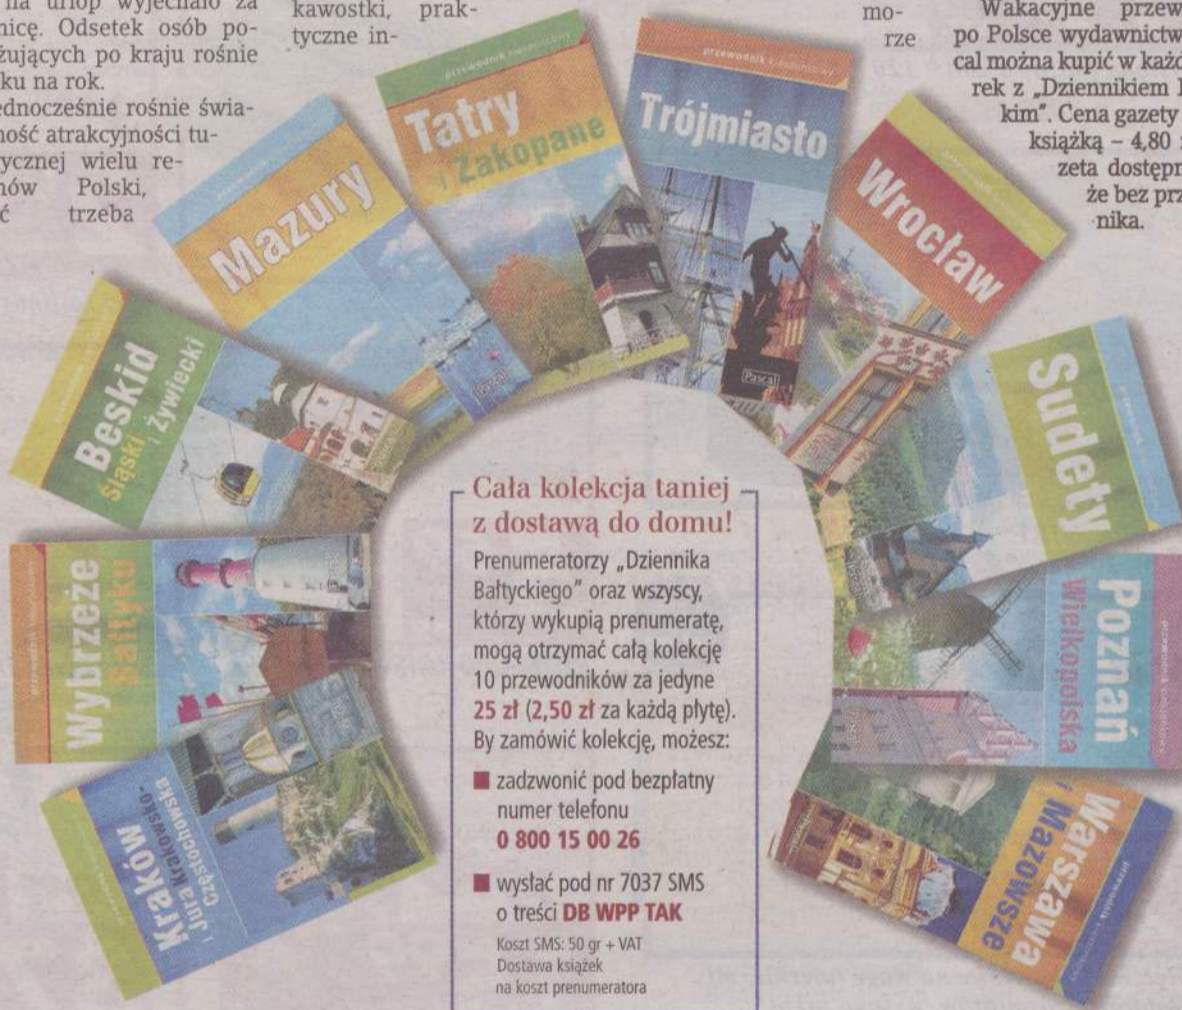 na urlop wyjechało za
nicę. Odsetek osób po-
żujących po kraju rośnie
ku na rok.
ednocześnie rośnie świa-
ność atrakcyjności tu-
ycznej wielu re-
nów Polski,
ć trzeba
kawostki, prak-
tyczne in-
mo-
rze
Wakacyjne przew
po Polsce wydawnictw
cal można kupić w każd
rek z „Dziennikiem
kim”. Cena gazety
książką – 4,80 z
zeta dostępn
że bez prz
nika.
Kraków
i Jura Krakowsko-
Częstochowska
Wybrzeże
Bałtyku
Beskid
Śląski i Żywiecki
Mazury
Pascal
przewodnik kieszonkowy
Tatry
i Zakopane
przewodnik kieszonkowy
Trójmiasto
Pascal
Wrocław
Sudety
Poznań
Wielkopolska
Warszawa
i Mazowsze
Cała kolekcja taniej
z dostawą do domu!
Prenumeratorzy „Dziennika
Bałtyckiego” oraz wszyscy,
którzy wykupią prenumeratę,
mogą otrzymać całą kolekcję
10 przewodników za jedyne
25 zł (2,50 zł za każdą płytę).
By zamówić kolekcję, możesz:
■ zadzwonić pod bezpłatny
numer telefonu
0 800 15 00 26
■ wysłać pod nr 7037 SMS
o treści DB WPP TAK
Koszt SMS: 50 gr + VAT
Dostawa książek
na koszt prenumeratora